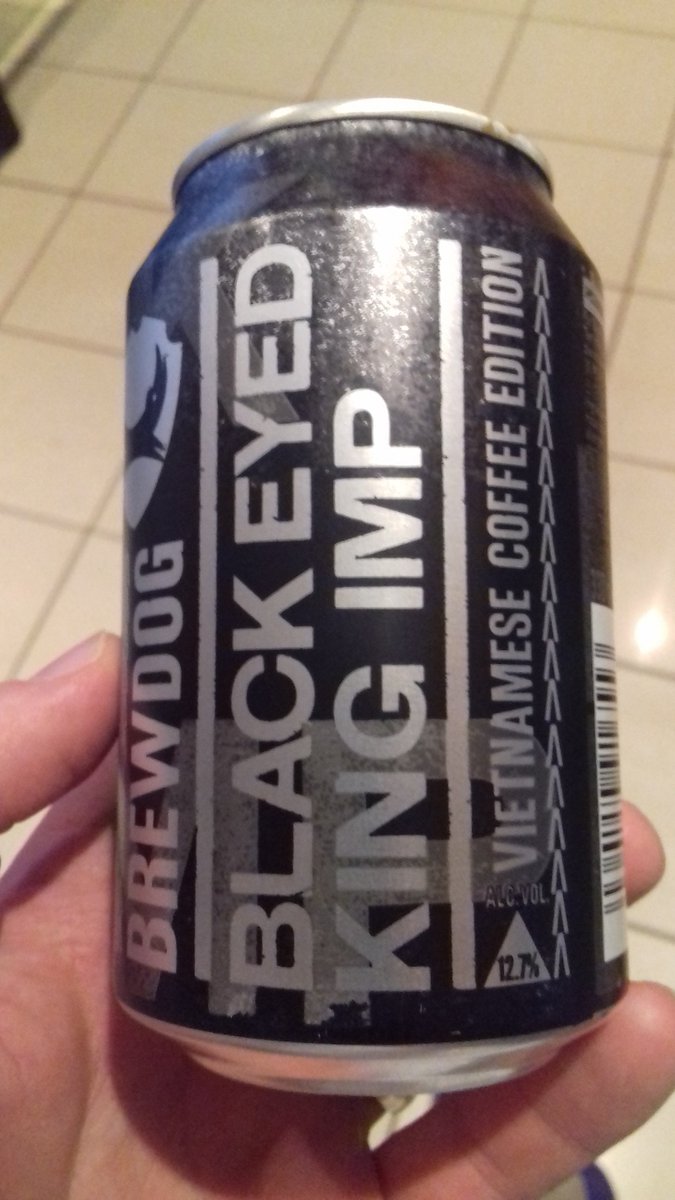 BREWDOG
BLACK EYED
KING IMP
VIETNAMESE COFFEE EDITION
ALC. VOL.
12.7%